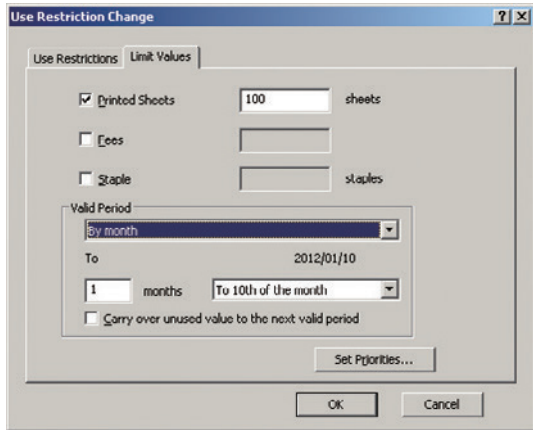 Use Restriction Change
Use Restrictions Limit Values
Printed Sheets 100 sheets
Fees
Staple staples
Valid Period
By month
To 2012/01/10
1 months To 10th of the month
Carry over unused value to the next valid period
Set Priorities...
OK Cancel